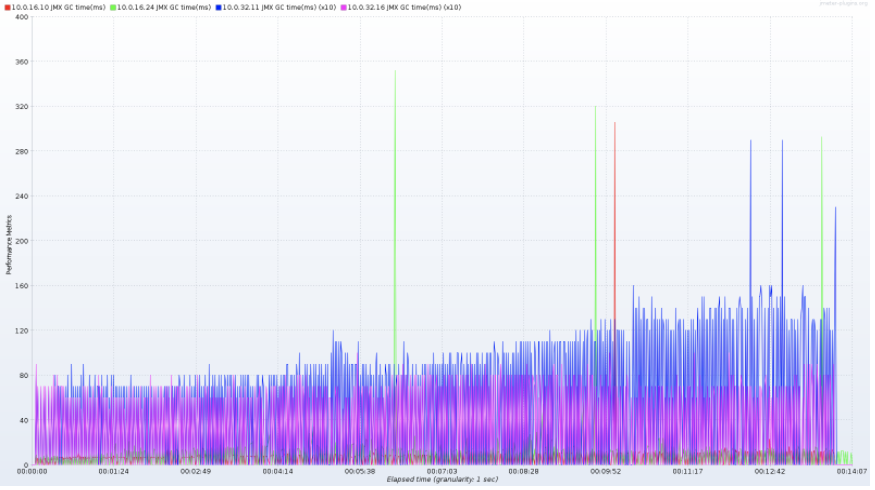 10.0.16.10 JMX GC time(ms) 10.0.16.24 JMX GC time(ms) 10.0.32.11 JMX GC time(ms) (x10) 10.0.32.16 JMX GC time(ms) (x10)
jmeter-plugins.org
400
360
320
280
240
200
160
120
80
40
0
Performance Metrics
00:00:00 00:01:24 00:02:49 00:04:14 00:05:38 00:07:03 00:08:28 00:09:52 00:11:17 00:12:42 00:14:07
Elapsed time (granularity: 1 sec)